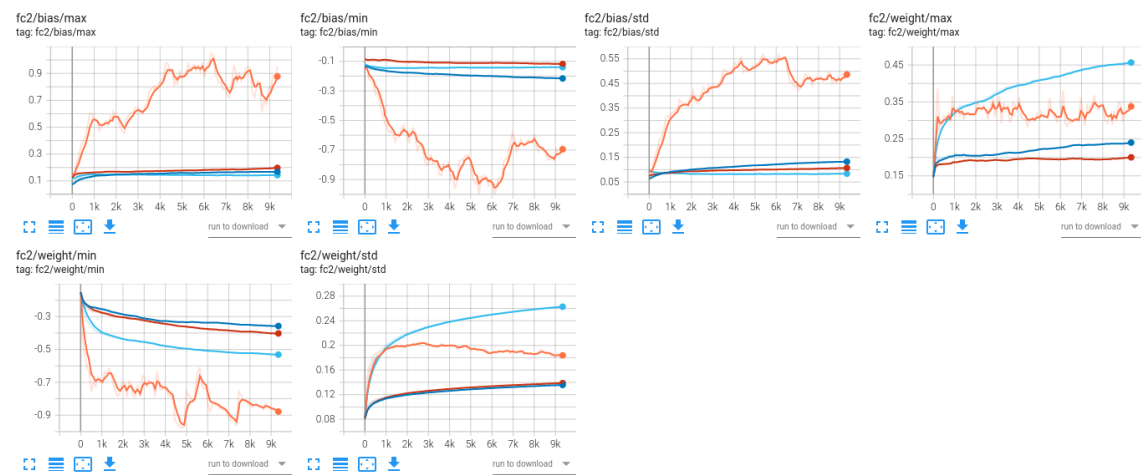 fc2/bias/max
tag: fc2/bias/max
0.9
0.7
0.5
0.3
0.1
0 1k 2k 3k 4k 5k 6k 7k 8k 9k
run to download
fc2/bias/min
tag: fc2/bias/min
-0.1
-0.3
-0.5
-0.7
-0.9
0 1k 2k 3k 4k 5k 6k 7k 8k 9k
run to download
fc2/bias/std
tag: fc2/bias/std
0.55
0.45
0.35
0.25
0.15
0.05
0 1k 2k 3k 4k 5k 6k 7k 8k 9k
run to download
fc2/weight/max
tag: fc2/weight/max
0.45
0.35
0.25
0.15
0 1k 2k 3k 4k 5k 6k 7k 8k 9k
run to download
fc2/weight/min
tag: fc2/weight/min
-0.3
-0.5
-0.7
-0.9
0 1k 2k 3k 4k 5k 6k 7k 8k 9k
run to download
fc2/weight/std
tag: fc2/weight/std
0.28
0.24
0.2
0.16
0.12
0.08
0 1k 2k 3k 4k 5k 6k 7k 8k 9k
run to download